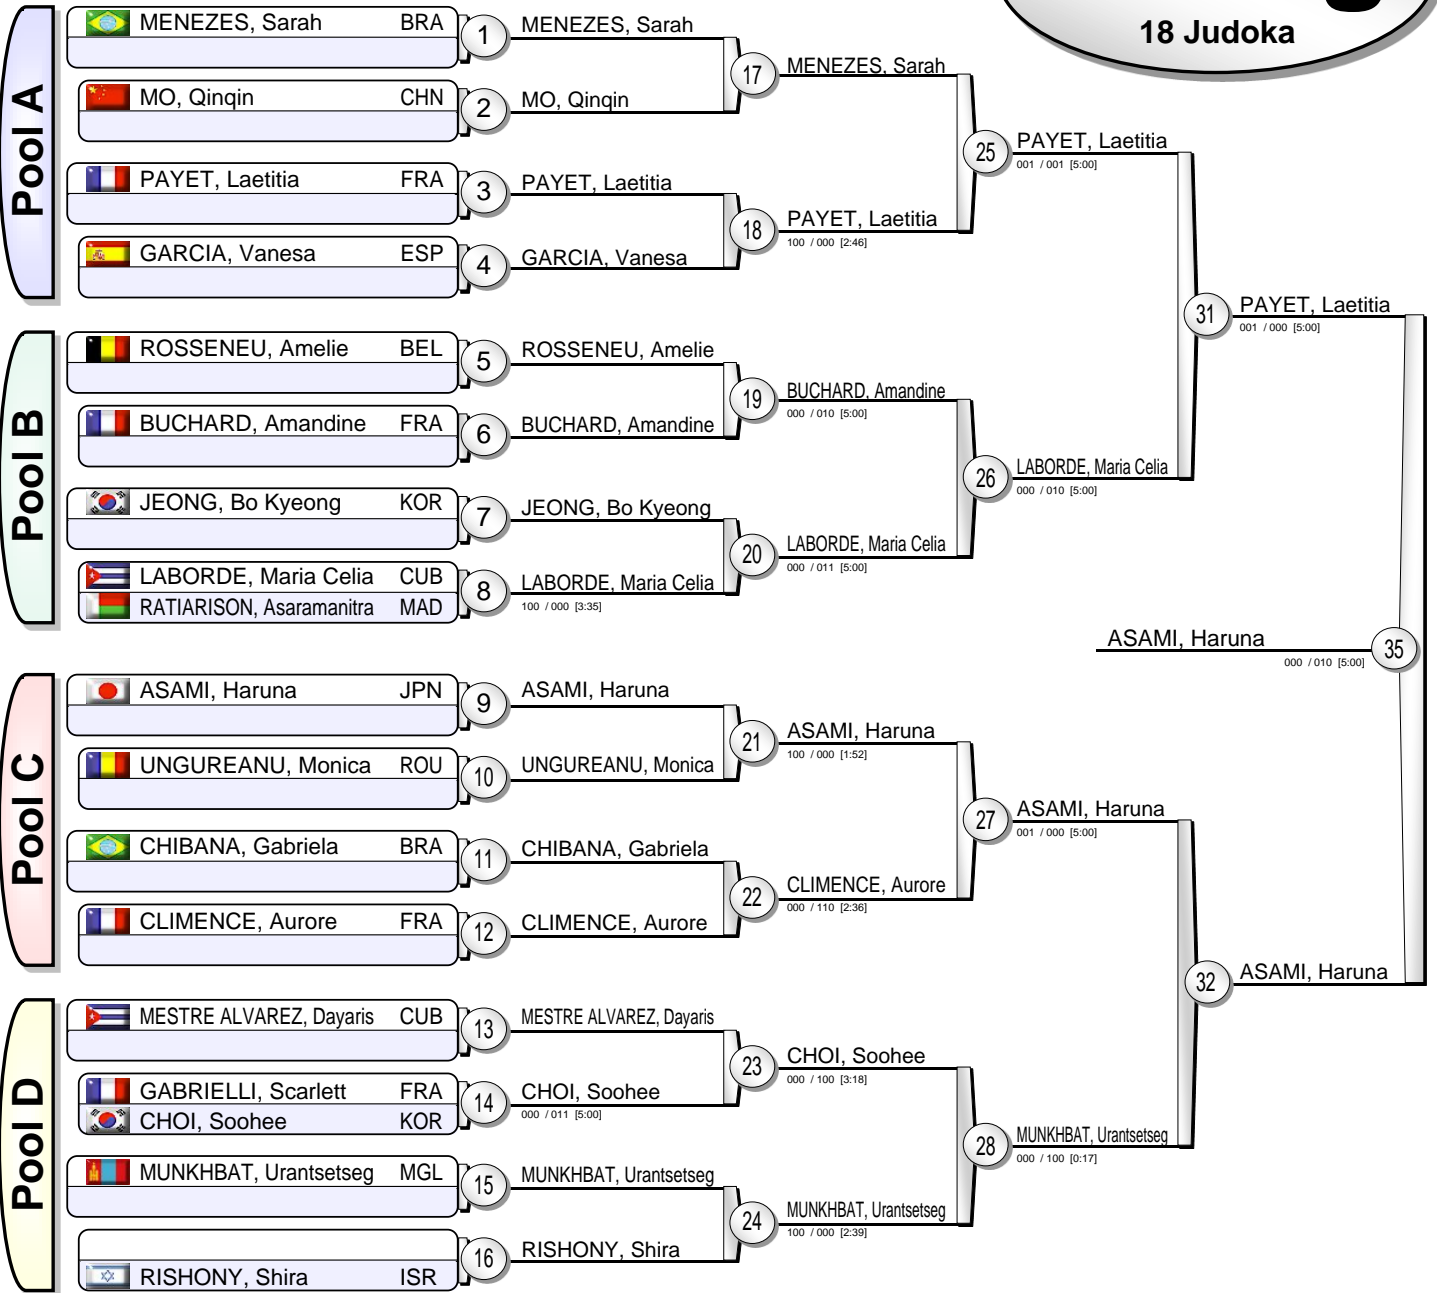 18 Judoka
Pool A
MENEZES, Sarah BRA
1
MENEZES, Sarah
MO, Qinqin CHN
2
MO, Qinqin
17
MENEZES, Sarah
PAYET, Laetitia FRA
3
PAYET, Laetitia
GARCIA, Vanesa ESP
4
GARCIA, Vanesa
18
PAYET, Laetitia
100 / 000 [2:46]
25
PAYET, Laetitia
001 / 001 [5:00]
Pool B
ROSSENEU, Amelie BEL
5
ROSSENEU, Amelie
BUCHARD, Amandine FRA
6
BUCHARD, Amandine
19
BUCHARD, Amandine
000 / 010 [5:00]
JEONG, Bo Kyeong KOR
7
JEONG, Bo Kyeong
LABORDE, Maria Celia CUB
RATIARISON, Asaramanitra MAD
8
LABORDE, Maria Celia
100 / 000 [3:35]
20
LABORDE, Maria Celia
000 / 011 [5:00]
26
LABORDE, Maria Celia
000 / 010 [5:00]
31
PAYET, Laetitia
001 / 000 [5:00]
Pool C
ASAMI, Haruna JPN
9
ASAMI, Haruna
UNGUREANU, Monica ROU
10
UNGUREANU, Monica
21
ASAMI, Haruna
100 / 000 [1:52]
CHIBANA, Gabriela BRA
11
CHIBANA, Gabriela
CLIMENCE, Aurore FRA
12
CLIMENCE, Aurore
22
CLIMENCE, Aurore
000 / 110 [2:36]
27
ASAMI, Haruna
001 / 000 [5:00]
Pool D
MESTRE ALVAREZ, Dayaris CUB
13
MESTRE ALVAREZ, Dayaris
GABRIELLI, Scarlett FRA
CHOI, Soohee KOR
14
CHOI, Soohee
000 / 011 [5:00]
23
CHOI, Soohee
000 / 100 [3:18]
MUNKHBAT, Urantsetseg MGL
15
MUNKHBAT, Urantsetseg
RISHONY, Shira ISR
16
RISHONY, Shira
24
MUNKHBAT, Urantsetseg
100 / 000 [2:39]
28
MUNKHBAT, Urantsetseg
000 / 100 [0:17]
32
ASAMI, Haruna
35
ASAMI, Haruna
000 / 010 [5:00]